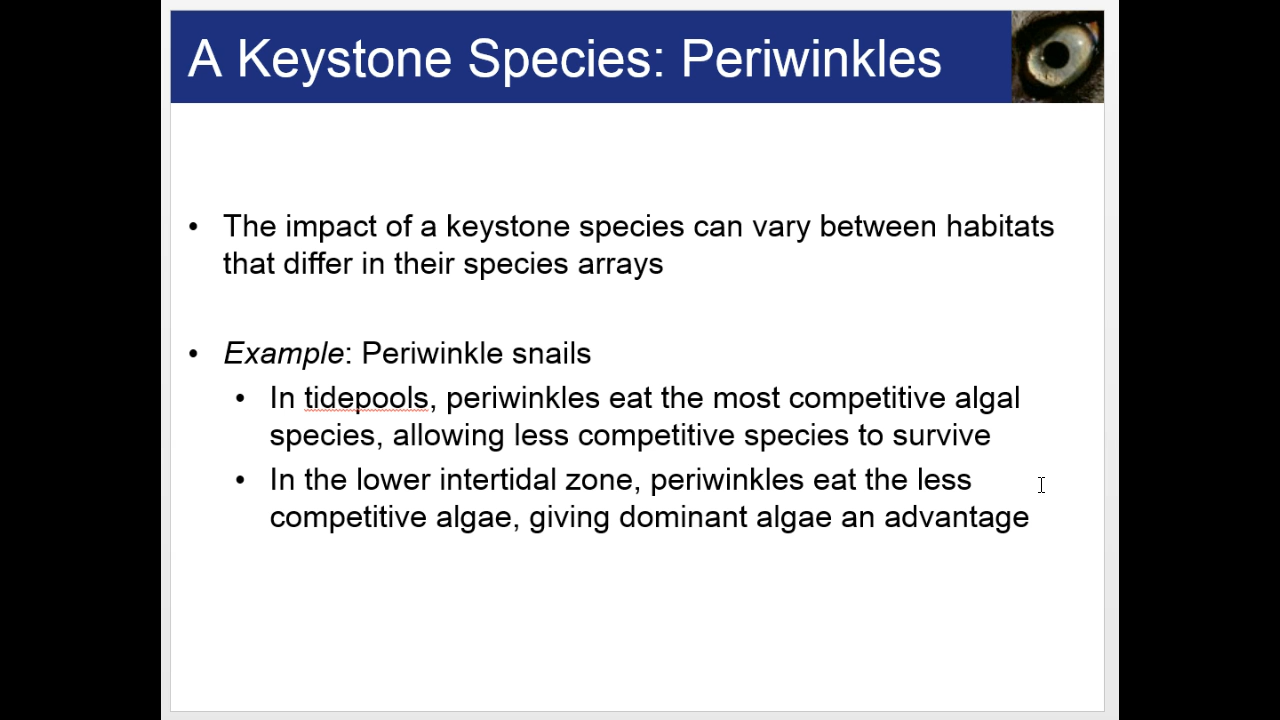 A Keystone Species: Periwinkles
• The impact of a keystone species can vary between habitats
that differ in their species arrays
• Example: Periwinkle snails
• In tidepools, periwinkles eat the most competitive algal
species, allowing less competitive species to survive
• In the lower intertidal zone, periwinkles eat the less
competitive algae, giving dominant algae an advantage